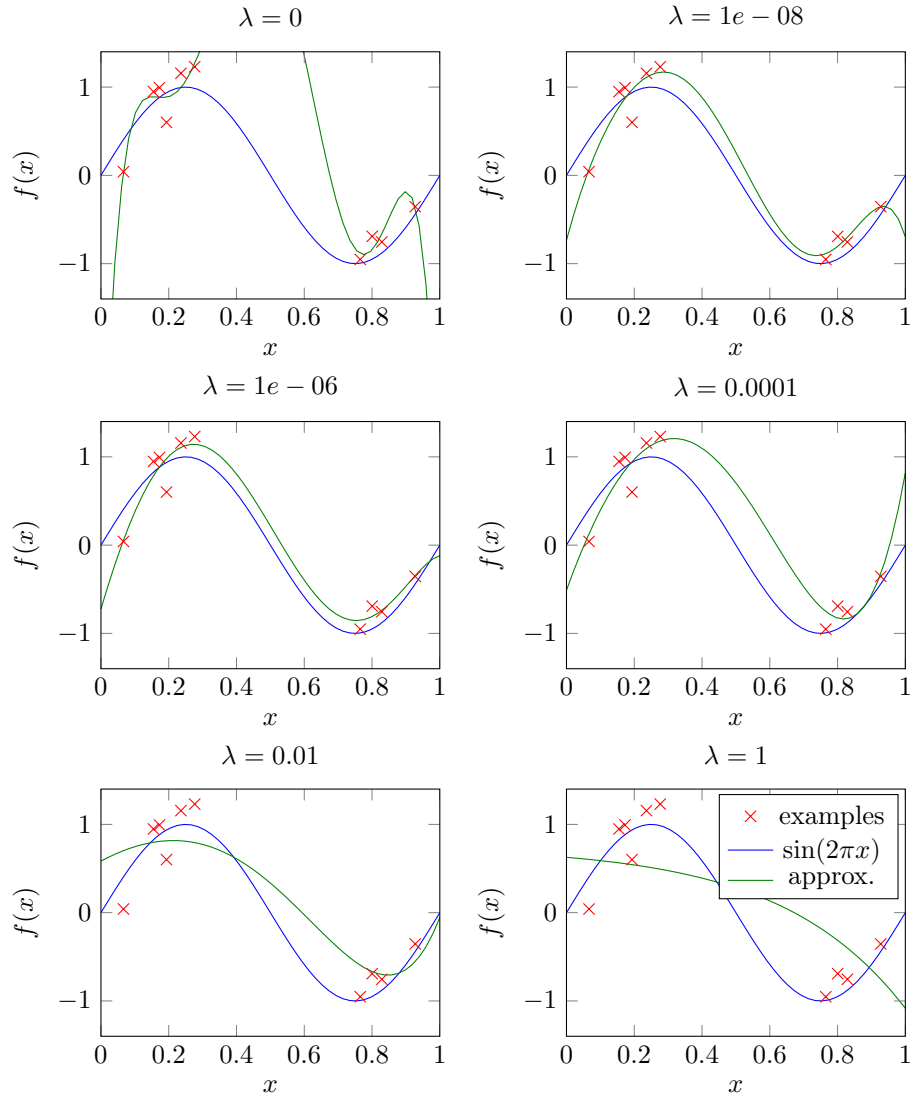 λ = 0
1
0
−1
f(x)
0 0.2 0.4 0.6 0.8 1
x
λ = 1e − 08
1
0
−1
f(x)
0 0.2 0.4 0.6 0.8 1
x
λ = 1e − 06
1
0
−1
f(x)
0 0.2 0.4 0.6 0.8 1
x
λ = 0.0001
1
0
−1
f(x)
0 0.2 0.4 0.6 0.8 1
x
λ = 0.01
1
0
−1
f(x)
0 0.2 0.4 0.6 0.8 1
x
λ = 1
1
0
−1
f(x)
0 0.2 0.4 0.6 0.8 1
x
examples
sin(2πx)
approx.